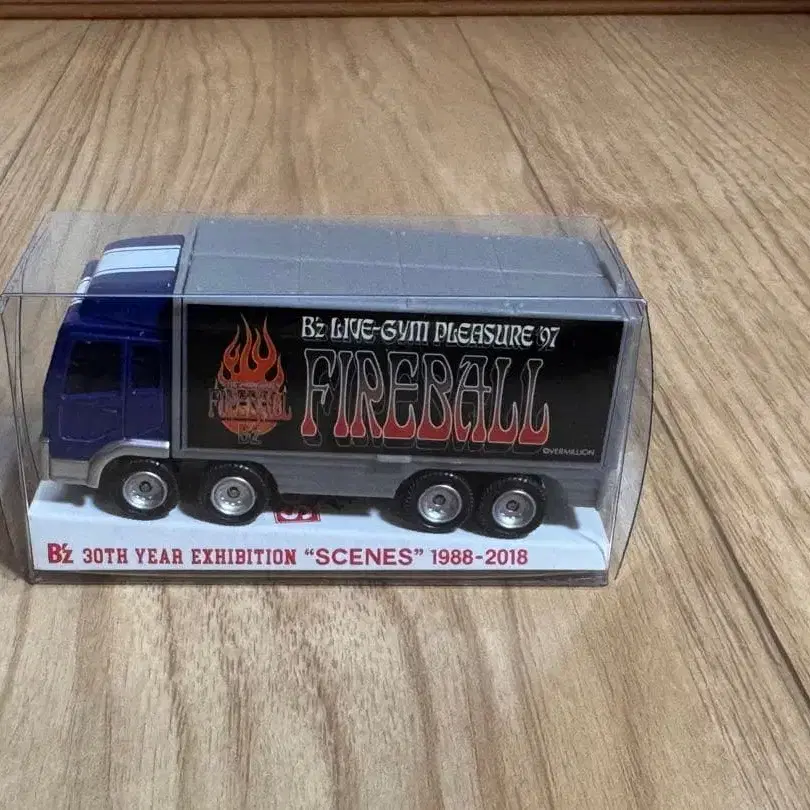 B'z LIVE-GYM PLEASURE '97
FIREBALL
FIREBALL
B'z
©VERMILLION
B'z 30TH YEAR EXHIBITION "SCENES" 1988-2018